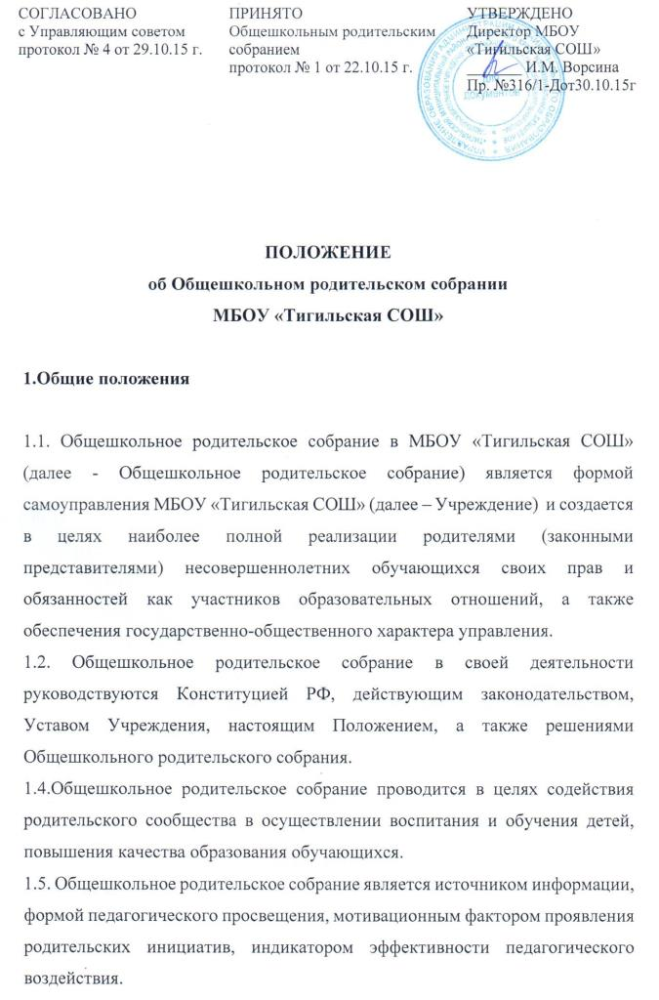 СОГЛАСОВАНО
с Управляющим советом
протокол № 4 от 29.10.15 г.
ПРИНЯТО
Общешкольным родительским
собранием
протокол № 1 от 22.10.15 г.
УТВЕРЖДЕНО
Директор МБОУ
«Тигильская СОШ»
И.М. Ворсина
Пр. №316/1-Дот30.10.15г
ДОКУМЕНТОВ
ПОЛОЖЕНИЕ
об Общешкольном родительском собрании
МБОУ «Тигильская СОШ»
1.Общие положения
1.1. Общешкольное родительское собрание в МБОУ «Тигильская СОШ»
(далее - Общешкольное родительское собрание) является формой
самоуправления МБОУ «Тигильская СОШ» (далее – Учреждение) и создается
в целях наиболее полной реализации родителями (законными
представителями) несовершеннолетних обучающихся своих прав и
обязанностей как участников образовательных отношений, а также
обеспечения государственно-общественного характера управления.
1.2. Общешкольное родительское собрание в своей деятельности
руководствуются Конституцией РФ, действующим законодательством,
Уставом Учреждения, настоящим Положением, а также решениями
Общешкольного родительского собрания.
1.4.Общешкольное родительское собрание проводится в целях содействия
родительского сообщества в осуществлении воспитания и обучения детей,
повышения качества образования обучающихся.
1.5. Общешкольное родительское собрание является источником информации,
формой педагогического просвещения, мотивационным фактором проявления
родительских инициатив, индикатором эффективности педагогического
воздействия.